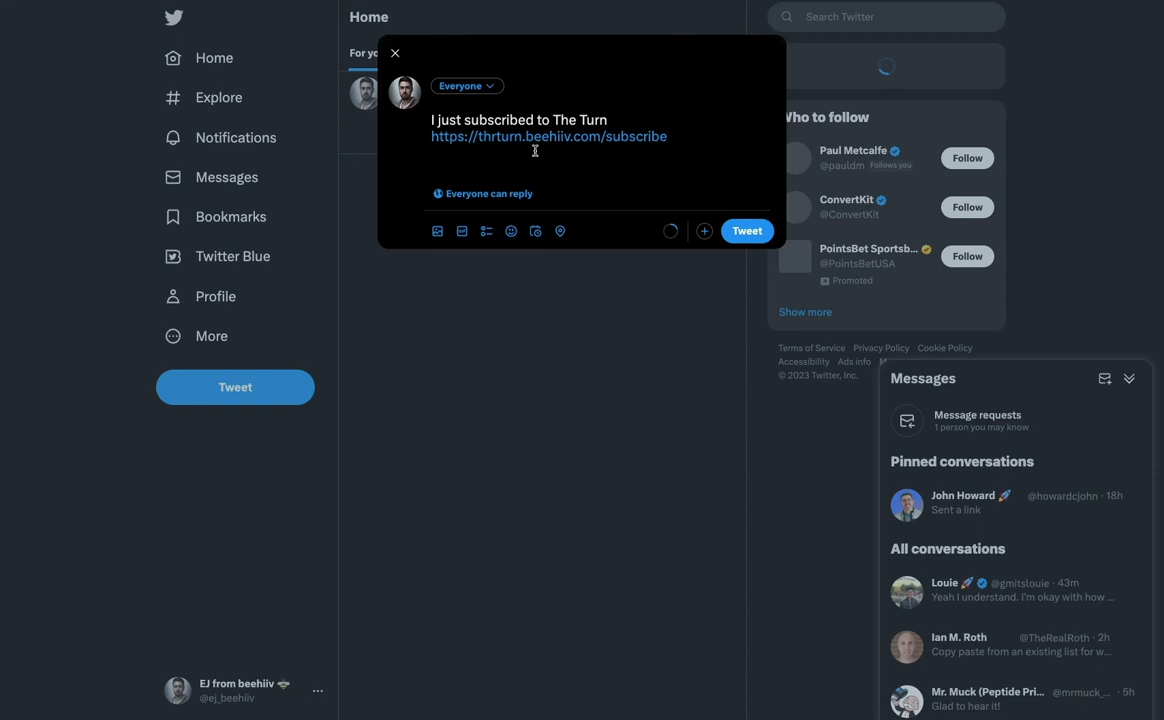 Home
Explore
Notifications
Messages
Bookmarks
Twitter Blue
Profile
More
Tweet
EJ from beehiiv
@ej_beehiiv
Home
For yo
Everyone
I just subscribed to The Turn
https://thrturn.beehiiv.com/subscribe
Everyone can reply
GIF
Tweet
Search Twitter
Who to follow
Paul Metcalfe
@pauldm Follows you
Follow
ConvertKit
@ConvertKit
Follow
PointsBet Sportsb...
@PointsBetUSA
Promoted
Follow
Show more
Terms of Service Privacy Policy Cookie Policy
Accessibility Ads info
© 2023 Twitter, Inc.
Messages
Message requests
1 person you may know
Pinned conversations
John Howard 🚀 @howardcjohn · 18h
Sent a link
All conversations
Louie 🚀 @gmitslouie · 43m
Yeah I understand. I'm okay with how ...
Ian M. Roth @TheRealRoth · 2h
Copy paste from an existing list for w...
Mr. Muck (Peptide Pri... @mrmuck_... · 5h
Glad to hear it!